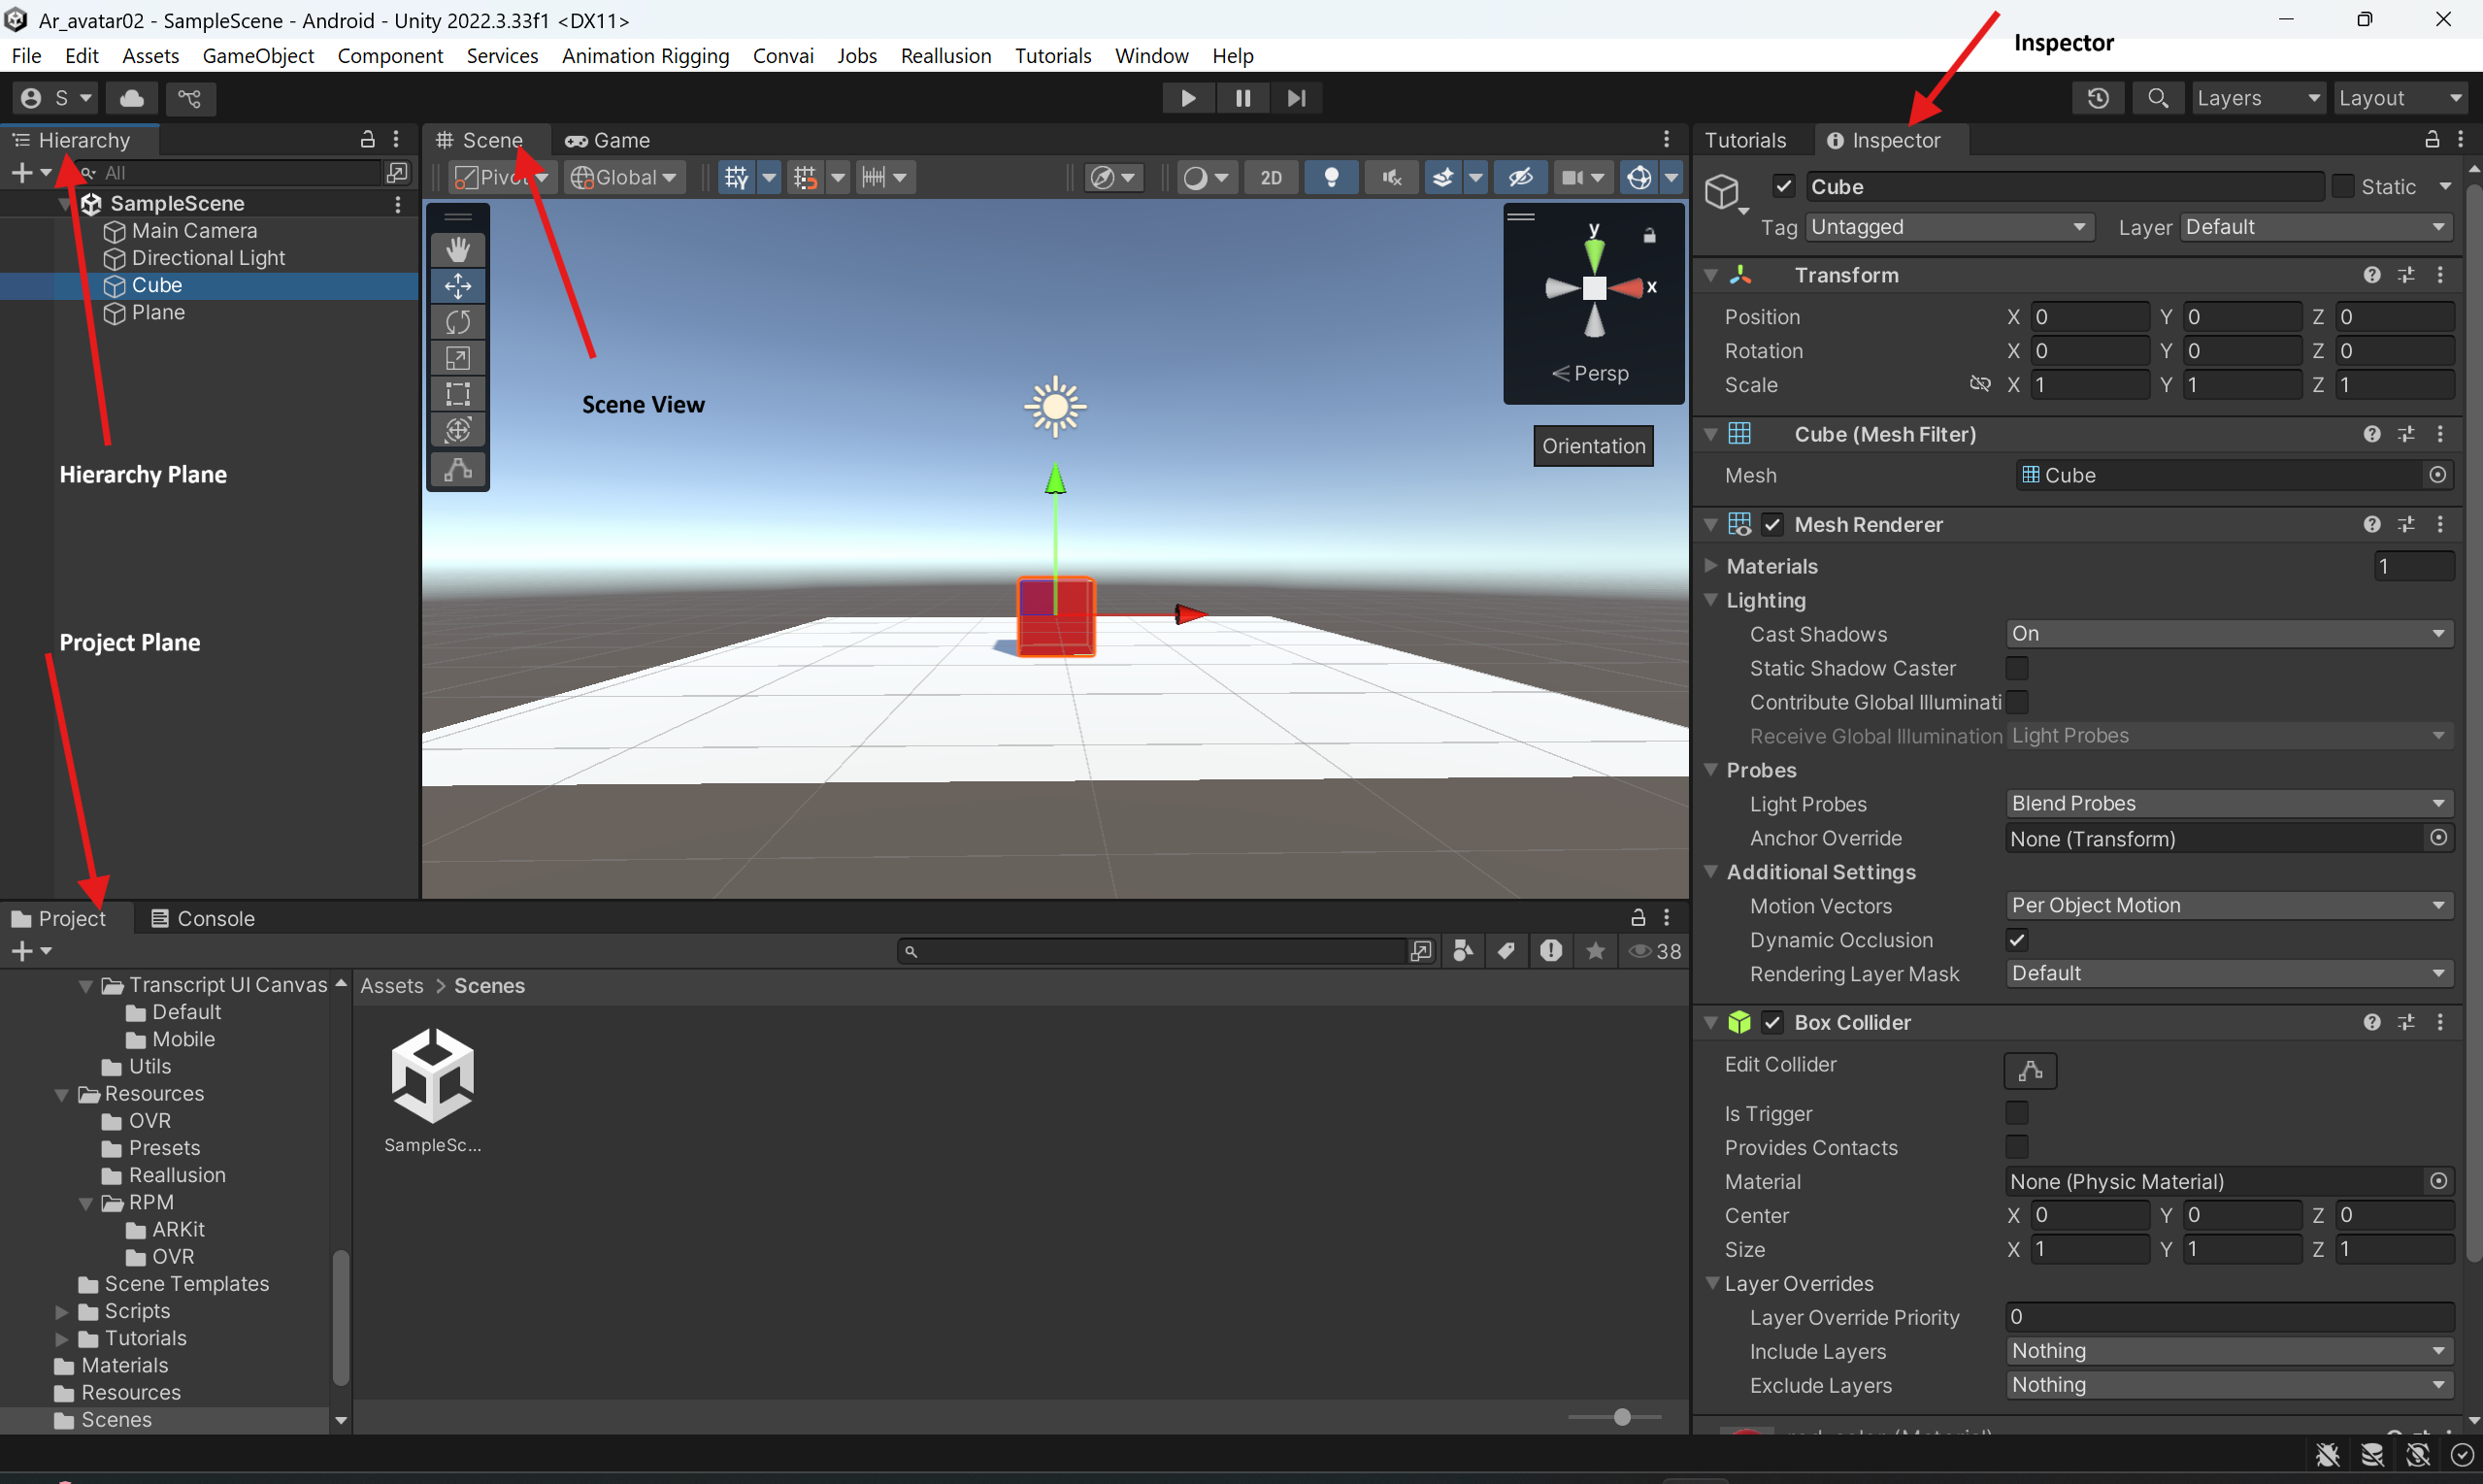 Ar_avatar02 - SampleScene - Android - Unity 2022.3.33f1 <DX11>
File Edit Assets GameObject Component Services Animation Rigging Convai Jobs Reallusion Tutorials Window Help
Inspector
S
Layers
Layout
Hierarchy
All
SampleScene
Main Camera
Directional Light
Cube
Plane
Hierarchy Plane
Project Plane
Scene
Game
Global
2D
Scene View
y
x
Persp
Orientation
Tutorials
Inspector
Cube
Static
Tag Untagged
Layer Default
Transform
Position X 0 Y 0 Z 0
Rotation X 0 Y 0 Z 0
Scale X 1 Y 1 Z 1
Cube (Mesh Filter)
Mesh Cube
Mesh Renderer
Materials 1
Lighting
Cast Shadows On
Static Shadow Caster
Contribute Global Illuminati
Receive Global Illumination Light Probes
Probes
Light Probes Blend Probes
Anchor Override None (Transform)
Additional Settings
Motion Vectors Per Object Motion
Dynamic Occlusion
Rendering Layer Mask Default
Box Collider
Edit Collider
Is Trigger
Provides Contacts
Material None (Physic Material)
Center X 0 Y 0 Z 0
Size X 1 Y 1 Z 1
Layer Overrides
Layer Override Priority 0
Include Layers Nothing
Exclude Layers Nothing
Project
Console
38
Transcript UI Canvas
Default
Mobile
Utils
Resources
OVR
Presets
Reallusion
RPM
ARKit
OVR
Scene Templates
Scripts
Tutorials
Materials
Resources
Scenes
Assets > Scenes
SampleSc...